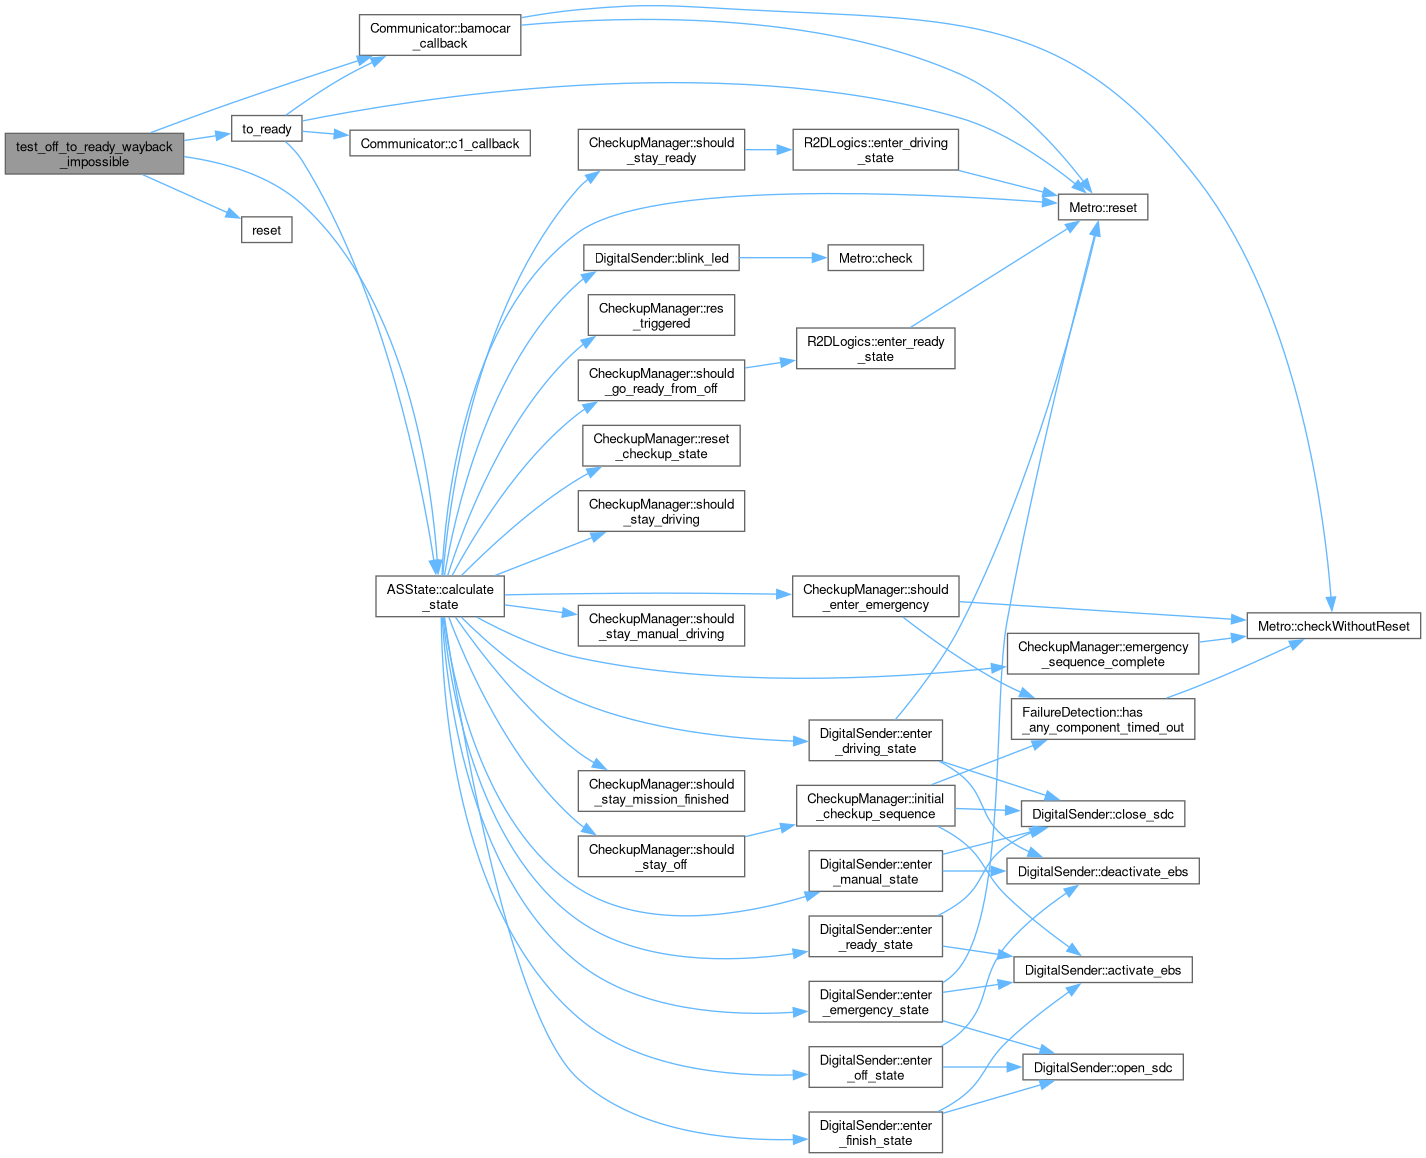 Communicator::bamocar
_callback
to_ready
test_off_to_ready_wayback
_impossible
Communicator::c1_callback
reset
CheckupManager::should
_stay_ready
R2DLogics::enter_driving
_state
Metro::reset
DigitalSender::blink_led
Metro::check
CheckupManager::res
_triggered
R2DLogics::enter_ready
_state
CheckupManager::should
_go_ready_from_off
CheckupManager::reset
_checkup_state
CheckupManager::should
_stay_driving
ASState::calculate
_state
CheckupManager::should
_enter_emergency
CheckupManager::should
_stay_manual_driving
Metro::checkWithoutReset
CheckupManager::emergency
_sequence_complete
FailureDetection::has
_any_component_timed_out
DigitalSender::enter
_driving_state
CheckupManager::should
_stay_mission_finished
CheckupManager::initial
_checkup_sequence
DigitalSender::close_sdc
CheckupManager::should
_stay_off
DigitalSender::enter
_manual_state
DigitalSender::deactivate_ebs
DigitalSender::enter
_ready_state
DigitalSender::activate_ebs
DigitalSender::enter
_emergency_state
DigitalSender::enter
_off_state
DigitalSender::open_sdc
DigitalSender::enter
_finish_state